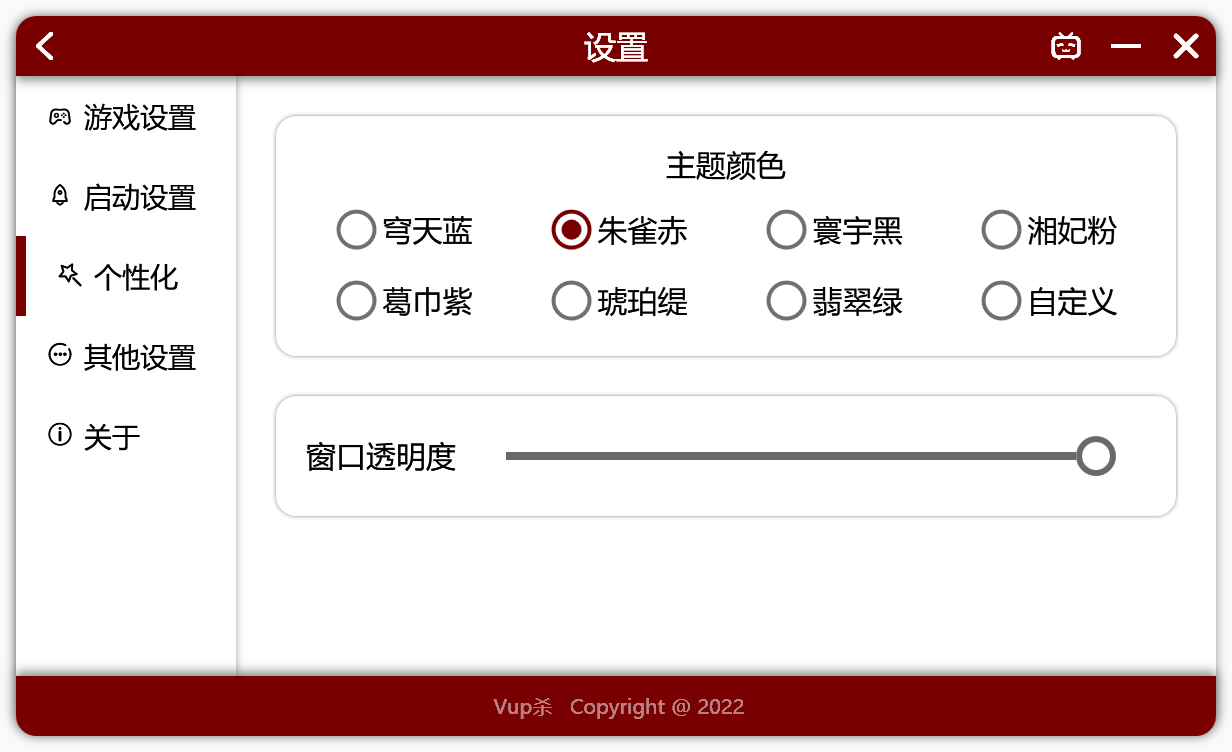 设置
游戏设置
启动设置
个性化
其他设置
关于
主题颜色
穹天蓝 朱雀赤 寰宇黑 湘妃粉
葛巾紫 琥珀缇 翡翠绿 自定义
窗口透明度
Vup杀 Copyright @ 2022